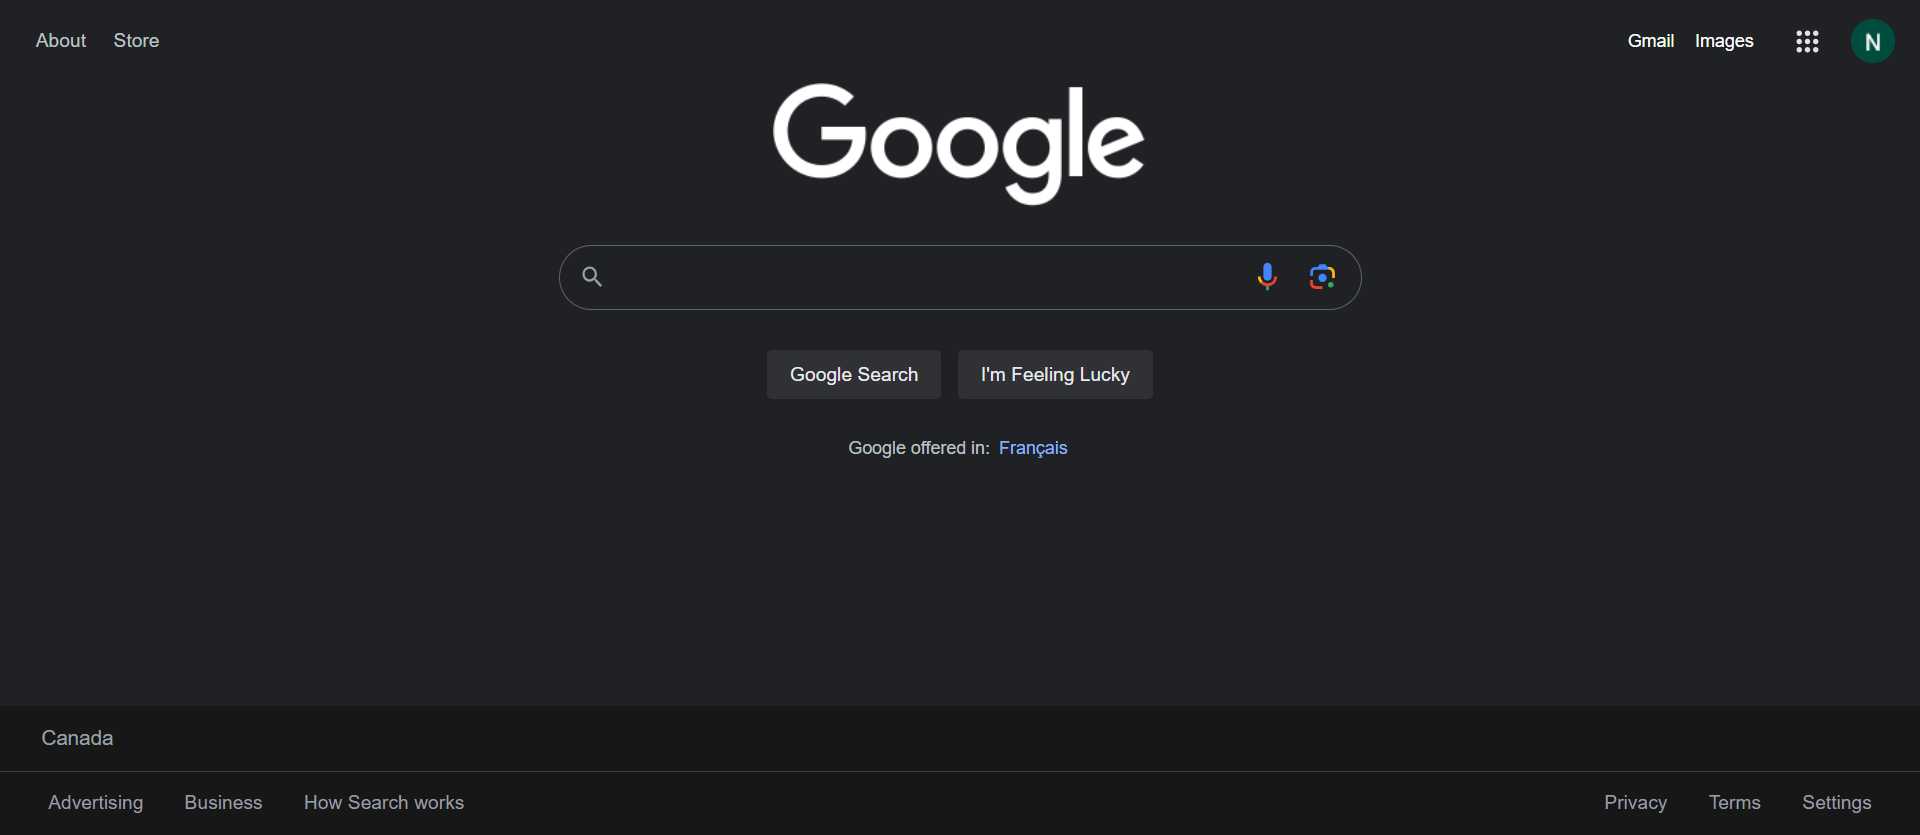 About Store Gmail Images N
Google
Google Search I'm Feeling Lucky
Google offered in: Français
Canada
Advertising Business How Search works Privacy Terms Settings